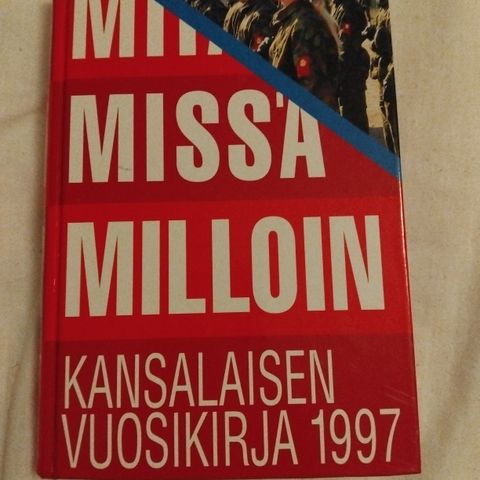 MISSÄ
MILLOIN
KANSALAISEN
VUOSIKIRJA 1997